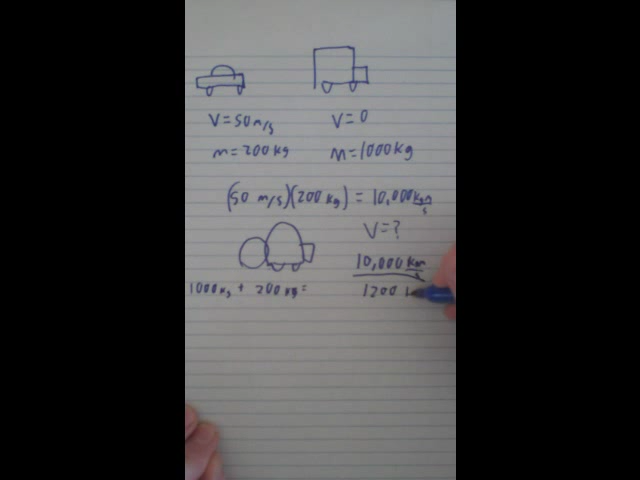 V = 50 m/s V = 0
m = 200 kg M = 1000 kg
(50 m/s)(200 kg) = 10,000 kgm/s
V = ?
10,000 kgm/s
1000 kg + 200 kg = 1200